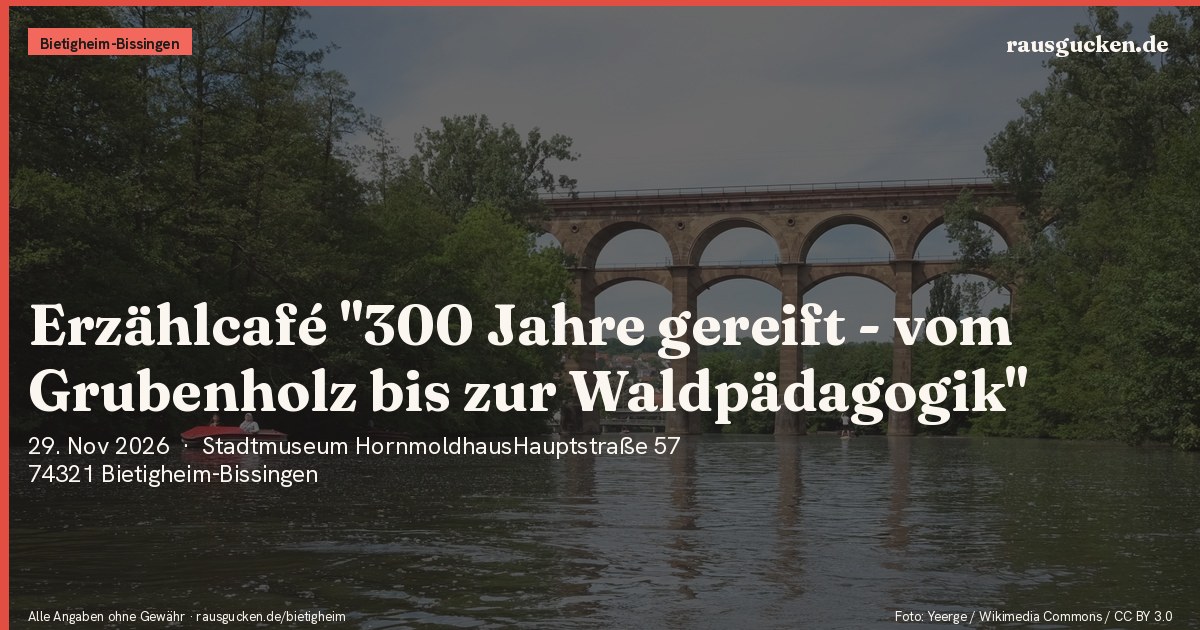 Bietigheim-Bissingen
rausgucken.de
Erzählcafé "300 Jahre gereift - vom
Grubenholz bis zur Waldpädagogik"
29. Nov 2026 · Stadtmuseum HornmoldhausHauptstraße 57
74321 Bietigheim-Bissingen
Alle Angaben ohne Gewähr · rausgucken.de/bietigheim
Foto: Yeerge / Wikimedia Commons / CC BY 3.0